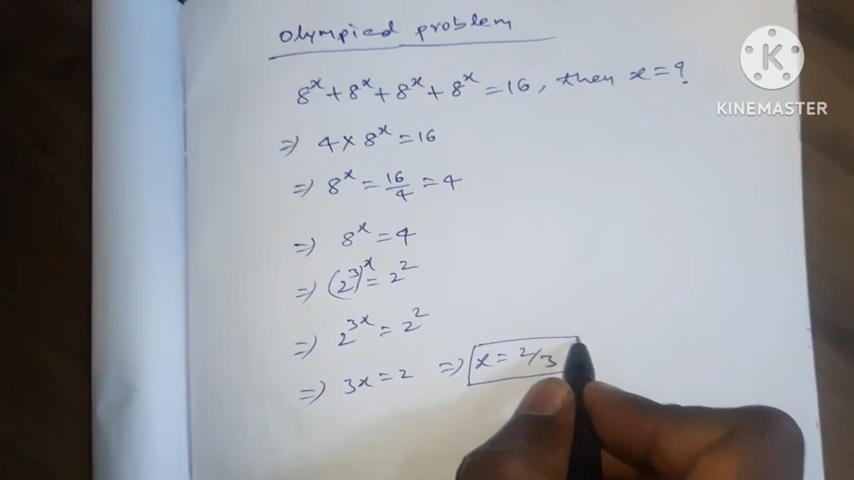 Olympied problem
8^x + 8^x + 8^x + 8^x = 16, then x = ?
⇒ 4 × 8^x = 16
⇒ 8^x = 16/4 = 4
⇒ 8^x = 4
⇒ (2^3)^x = 2^2
⇒ 2^3x = 2^2
⇒ 3x = 2 ⇒ x = 2/3
K
KINEMASTER